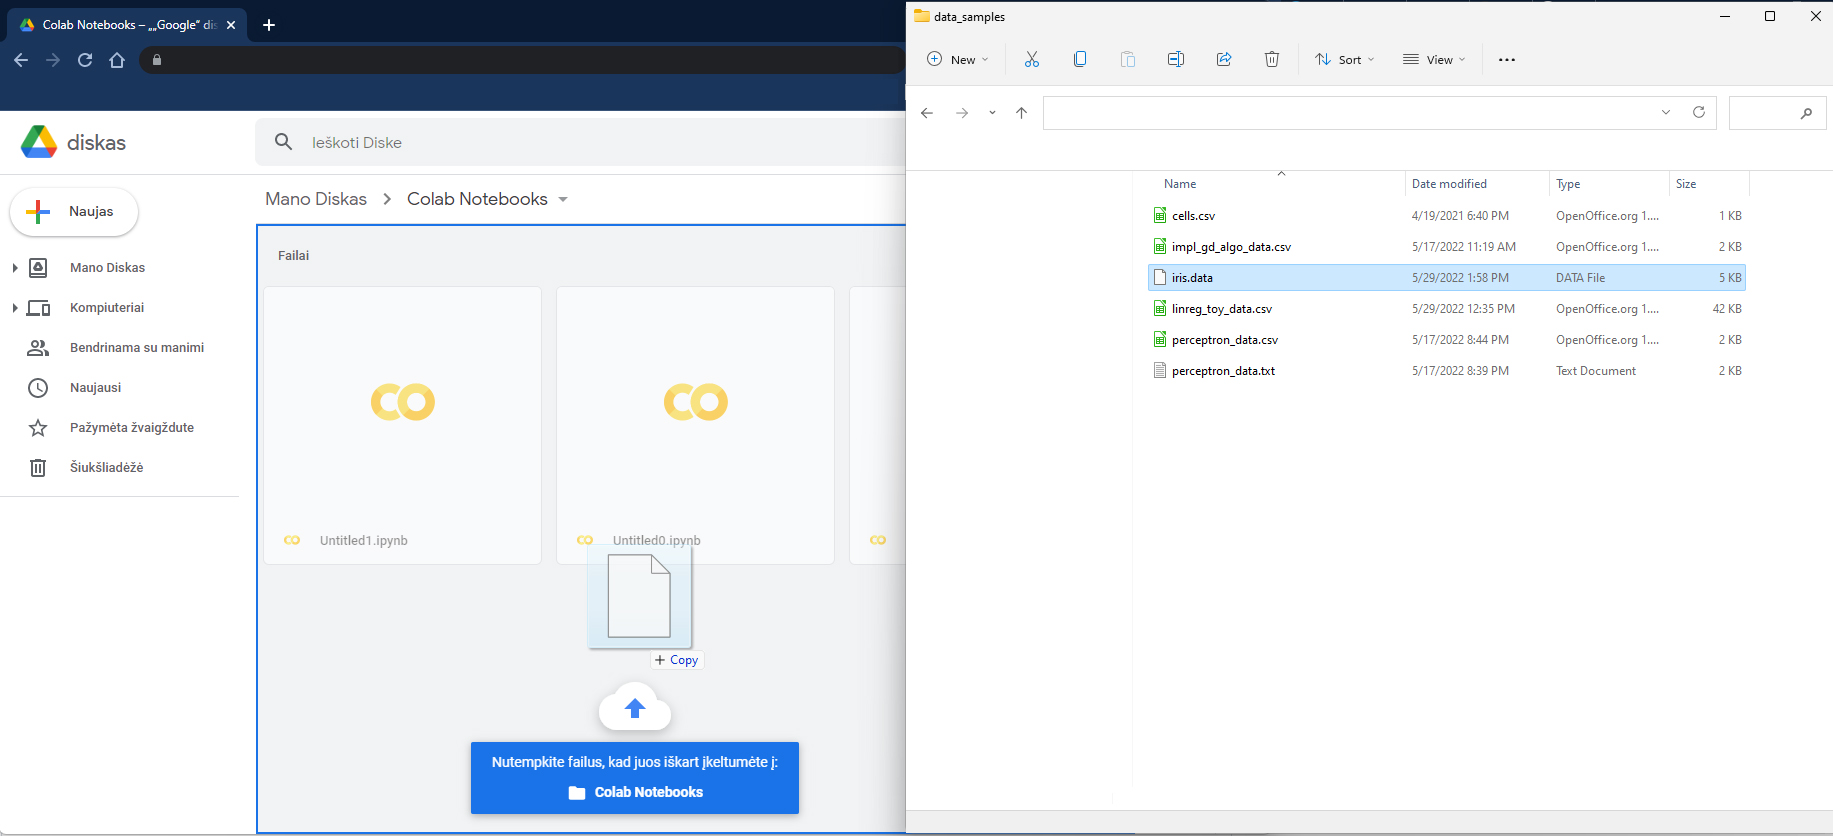 Colab Notebooks – „„Google“ dis
diskas
Ieškoti Diske
Naujas
Mano Diskas
Kompiuteriai
Bendrinama su manimi
Naujausi
Pažymėta žvaigždute
Šiukšliadėžė
Mano Diskas > Colab Notebooks
Failai
Untitled1.ipynb
Untitled0.ipynb
+ Copy
Nutempkite failus, kad juos iškart įkeltumėte į:
Colab Notebooks
data_samples
New
Sort
View
Name Date modified Type Size
cells.csv 4/19/2021 6:40 PM OpenOffice.org 1.... 1 KB
impl_gd_algo_data.csv 5/17/2022 11:19 AM OpenOffice.org 1.... 2 KB
iris.data 5/29/2022 1:58 PM DATA File 5 KB
linreg_toy_data.csv 5/29/2022 12:35 PM OpenOffice.org 1.... 42 KB
perceptron_data.csv 5/17/2022 8:44 PM OpenOffice.org 1.... 2 KB
perceptron_data.txt 5/17/2022 8:39 PM Text Document 2 KB